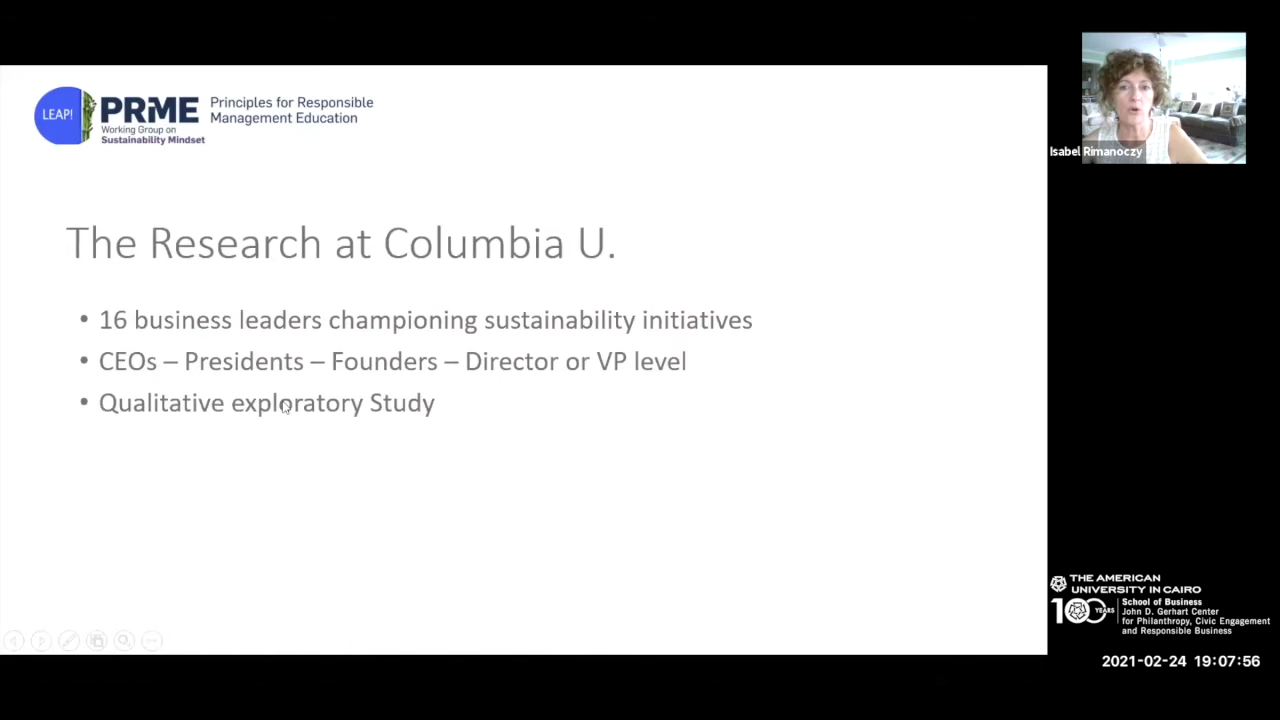 LEAP!
PRiME
Working Group on
Sustainability Mindset
Principles for Responsible
Management Education
Isabel Rimanoczy
The Research at Columbia U.
• 16 business leaders championing sustainability initiatives
• CEOs – Presidents – Founders – Director or VP level
• Qualitative exploratory Study
THE AMERICAN
UNIVERSITY IN CAIRO
100 YEARS
School of Business
John D. Gerhart Center
for Philanthropy, Civic Engagement
and Responsible Business
2021-02-24 19:07:56